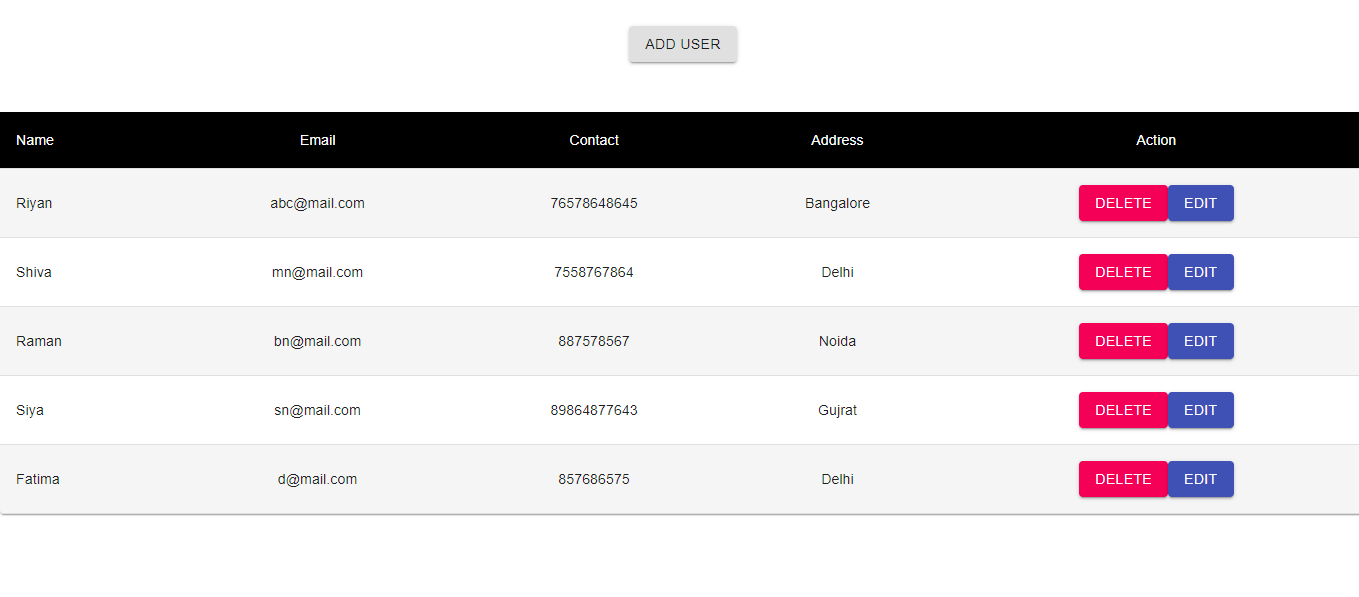 ADD USER
Name Email Contact Address Action
Riyan abc@mail.com 76578648645 Bangalore DELETE EDIT
Shiva mn@mail.com 7558767864 Delhi DELETE EDIT
Raman bn@mail.com 887578567 Noida DELETE EDIT
Siya sn@mail.com 89864877643 Gujrat DELETE EDIT
Fatima d@mail.com 857686575 Delhi DELETE EDIT